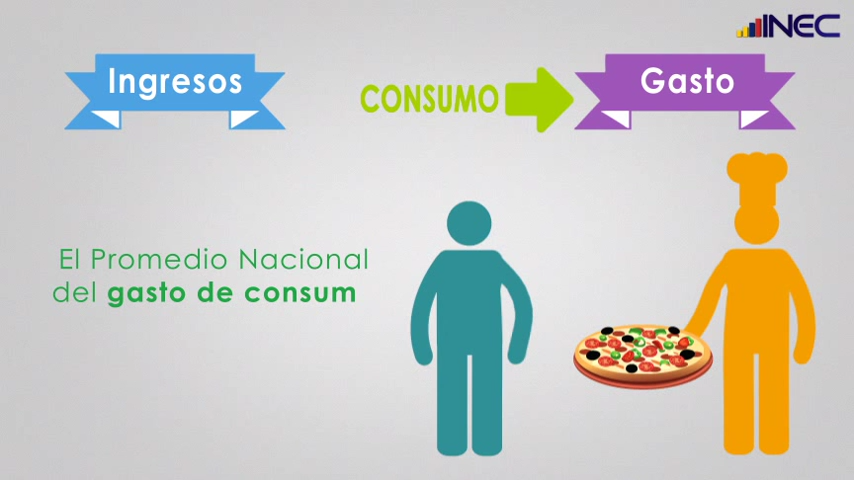 INEC
Ingresos
CONSUMO
Gasto
El Promedio Nacional
del gasto de consum